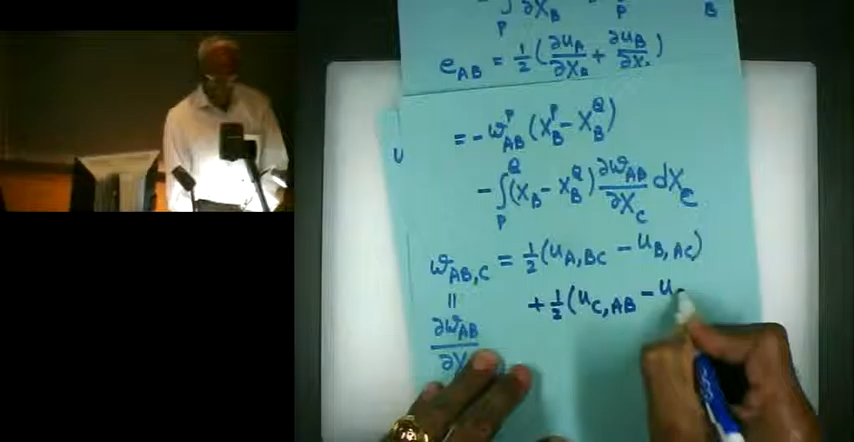 - ∫_P ∂X_B
P B
e_AB = 1/2 (∂u_A/∂X_B + ∂u_B/∂X
= - ω^P_AB (X^P_B - X^Q_B)
U
- ∫_P^Q (X_B - X^Q_B) ∂ω_AB/∂X_C dX_C
ω_AB,C = 1/2 (u_A,BC - u_B,AC)
+ 1/2 (u_C,AB - u
=
∂ω_AB/∂X